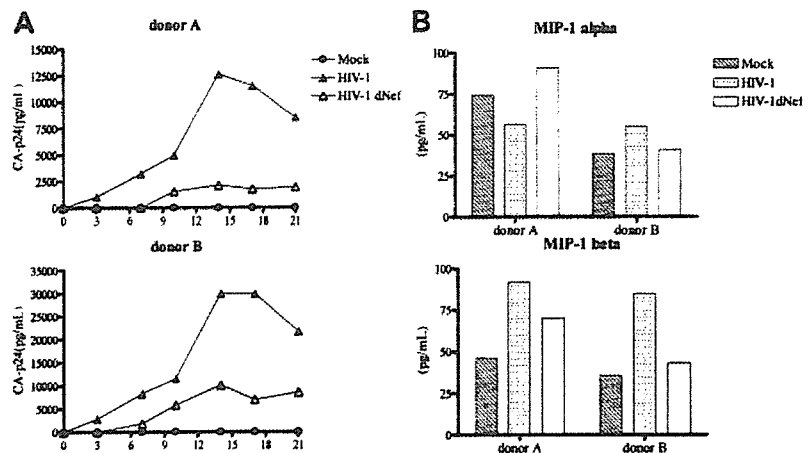 A
donor A
CA-p24(pg/mL)
15000
12500
10000
7500
5000
2500
0
0 3 6 9 12 15 18 21
Mock
HIV-1
HIV-1 dNef
donor B
CA-p24(pg/mL)
35000
30000
25000
20000
15000
10000
5000
0
0 3 6 9 12 15 18 21
B
MIP-1 alpha
(pg/mL)
100
75
50
25
0
donor A donor B
Mock
HIV-1
HIV-1dNef
MIP-1 beta
(pg/mL)
100
75
50
25
0
donor A donor B